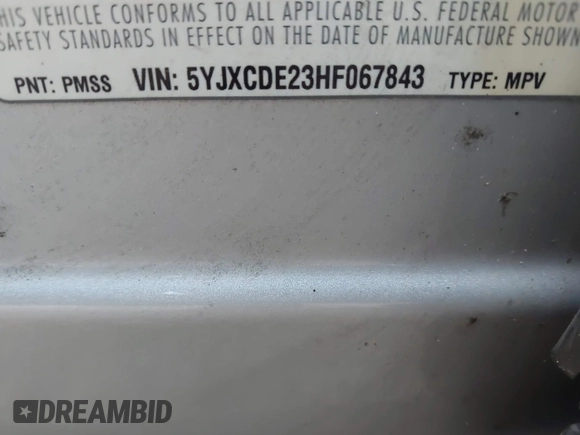 HIS VEHICLE CONFORMS TO ALL APPLICABLE U.S. FEDERAL MOTOR
SAFETY STANDARDS IN EFFECT ON THE DATE OF MANUFACTURE SHOWN
PNT: PMSS VIN: 5YJXCDE23HF067843 TYPE: MPV
DREAMBID